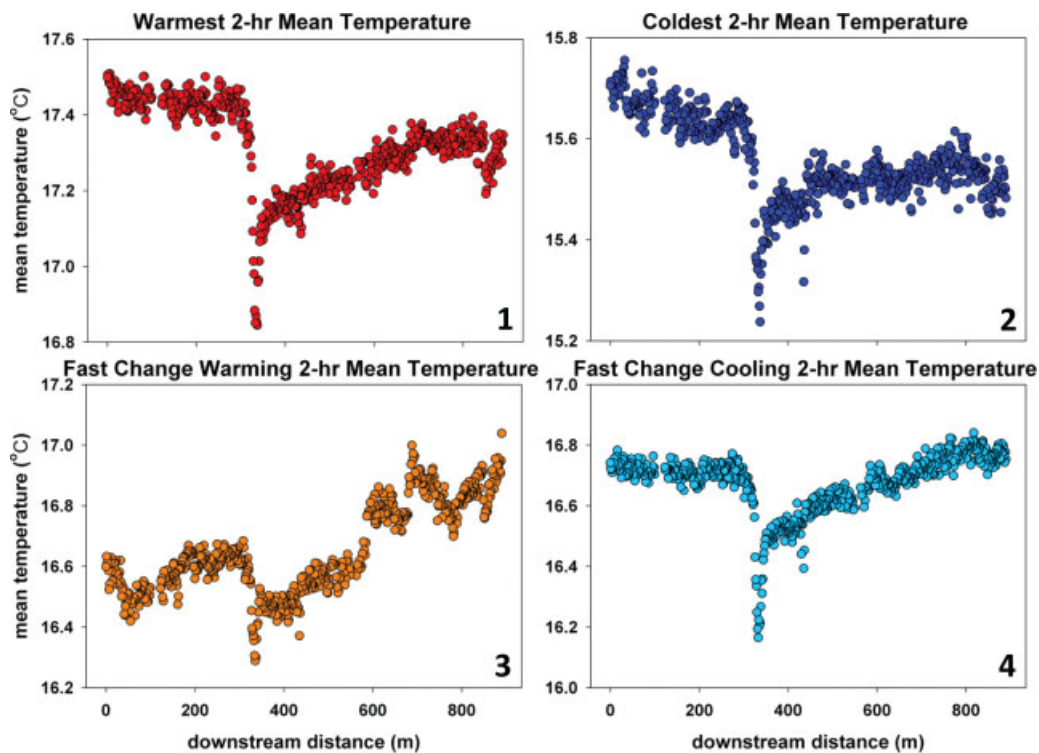 Warmest 2-hr Mean Temperature
17.6
17.4
17.2
17.0
16.8
mean temperature (°C)
1
Coldest 2-hr Mean Temperature
15.8
15.6
15.4
15.2
2
Fast Change Warming 2-hr Mean Temperature
17.2
17.0
16.8
16.6
16.4
16.2
mean temperature (°C)
3
0 200 400 600 800
downstream distance (m)
Fast Change Cooling 2-hr Mean Temperature
17.0
16.8
16.6
16.4
16.2
16.0
4
0 200 400 600 800
downstream distance (m)